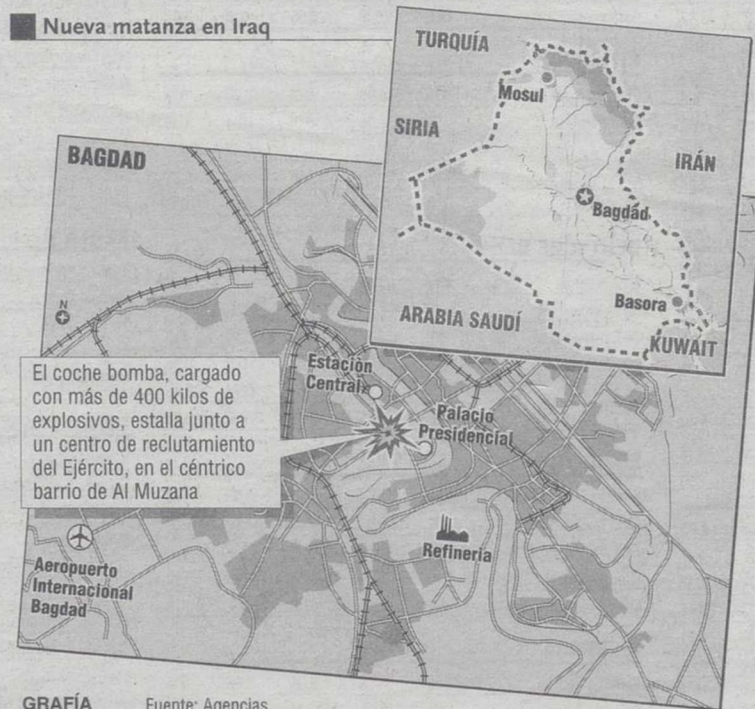 Nueva matanza en Iraq
TURQUÍA
Mosul
SIRIA
IRÁN
Bagdad
Basora
ARABIA SAUDÍ
KUWAIT
BAGDAD
N
Estación
Central
El coche bomba, cargado
con más de 400 kilos de
explosivos, estalla junto a
un centro de reclutamiento
del Ejército, en el céntrico
barrio de Al Muzana
Palacio
Presidencial
Refinería
Aeropuerto
Internacional
Bagdad
GRAFÍA
Fuente: Agencias